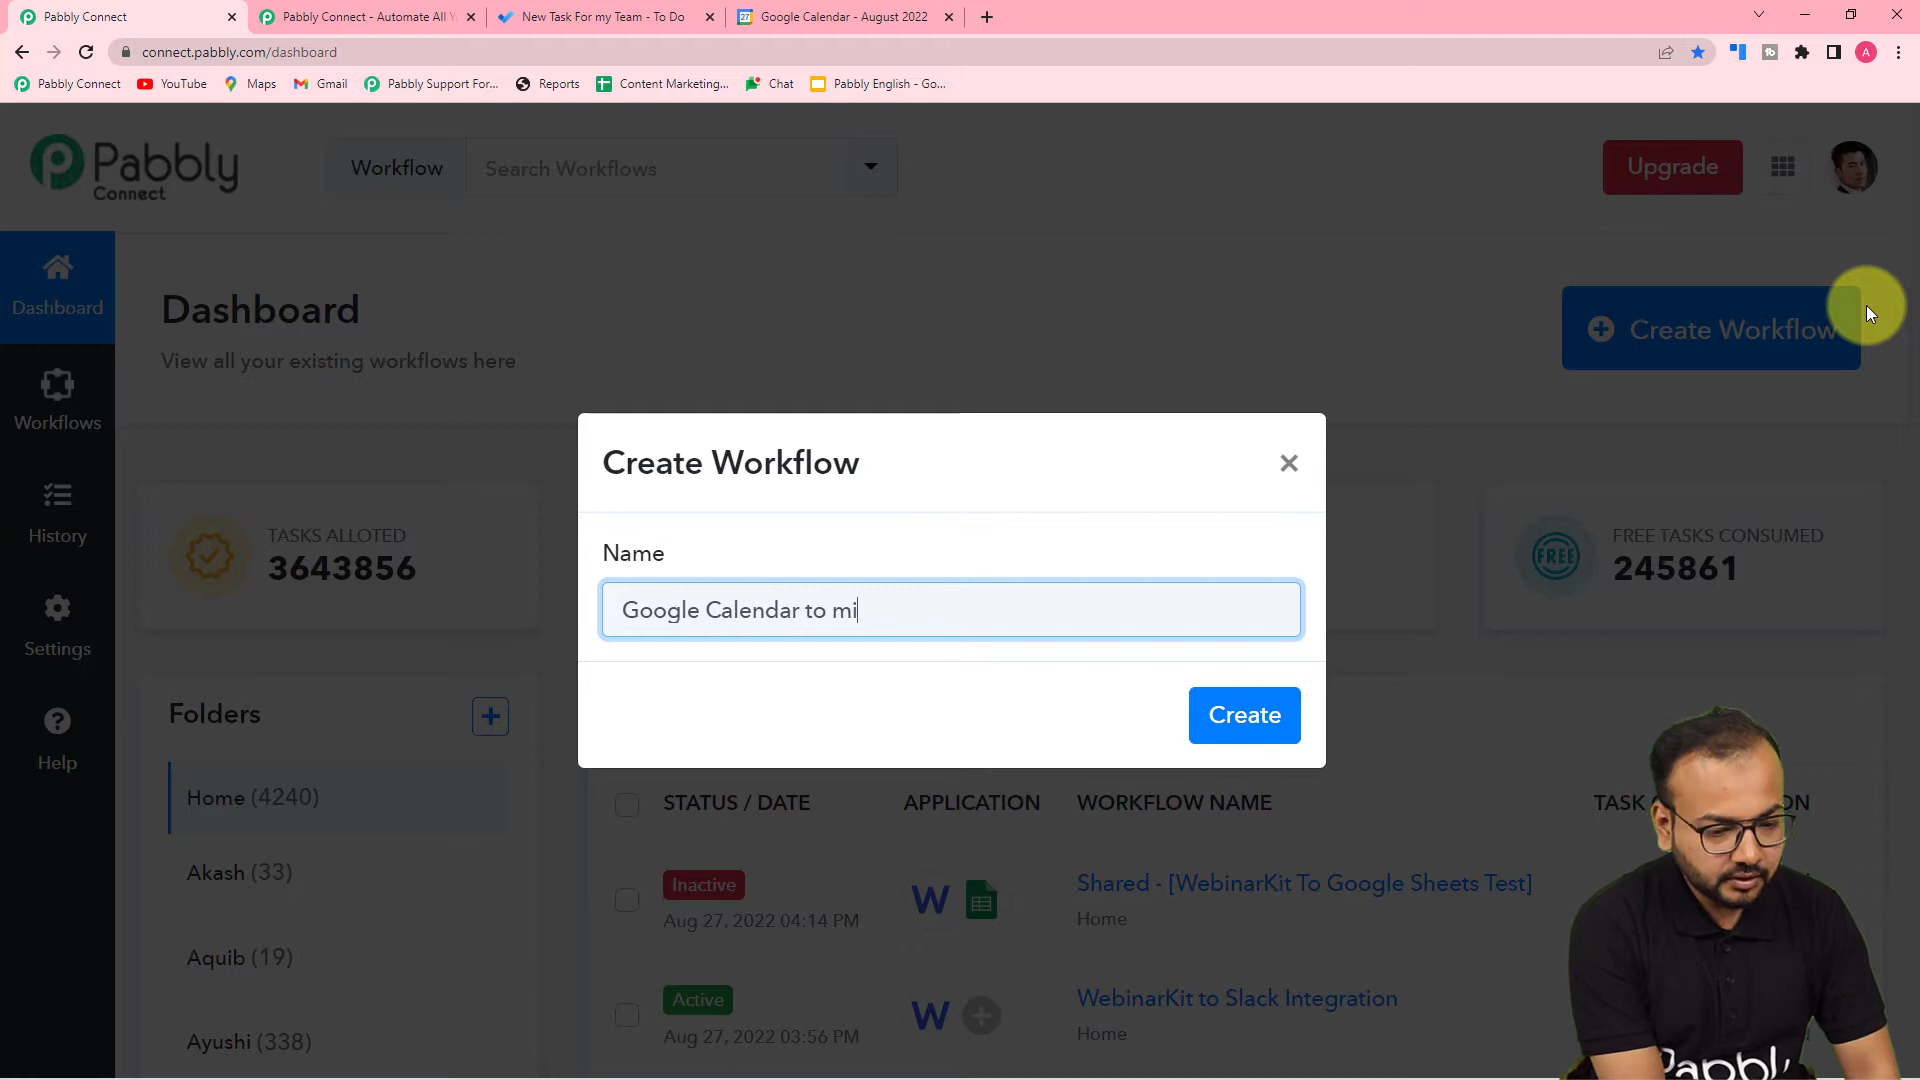 Pabbly Connect
Pabbly Connect - Automate All Y
New Task For my Team - To Do
27
Google Calendar - August 2022
connect.pabbly.com/dashboard
A
Pabbly Connect
YouTube
Maps
Gmail
Pabbly Support For...
Reports
Content Marketing...
Chat
Pabbly English - Go...
Pabbly
Connect
Workflow
Search Workflows
Upgrade
Dashboard
Workflows
History
Settings
Help
Dashboard
View all your existing workflows here
Create Workflow
Create Workflow
Name
Google Calendar to mi
Create
TASKS ALLOTED
3643856
FREE
FREE TASKS CONSUMED
245861
Folders
Home (4240)
Akash (33)
Aquib (19)
Ayushi (338)
STATUS / DATE
APPLICATION
WORKFLOW NAME
TASK
ON
Inactive
Aug 27, 2022 04:14 PM
W
Shared - [WebinarKit To Google Sheets Test]
Home
Active
Aug 27, 2022 03:56 PM
W
WebinarKit to Slack Integration
Home
Pabbly